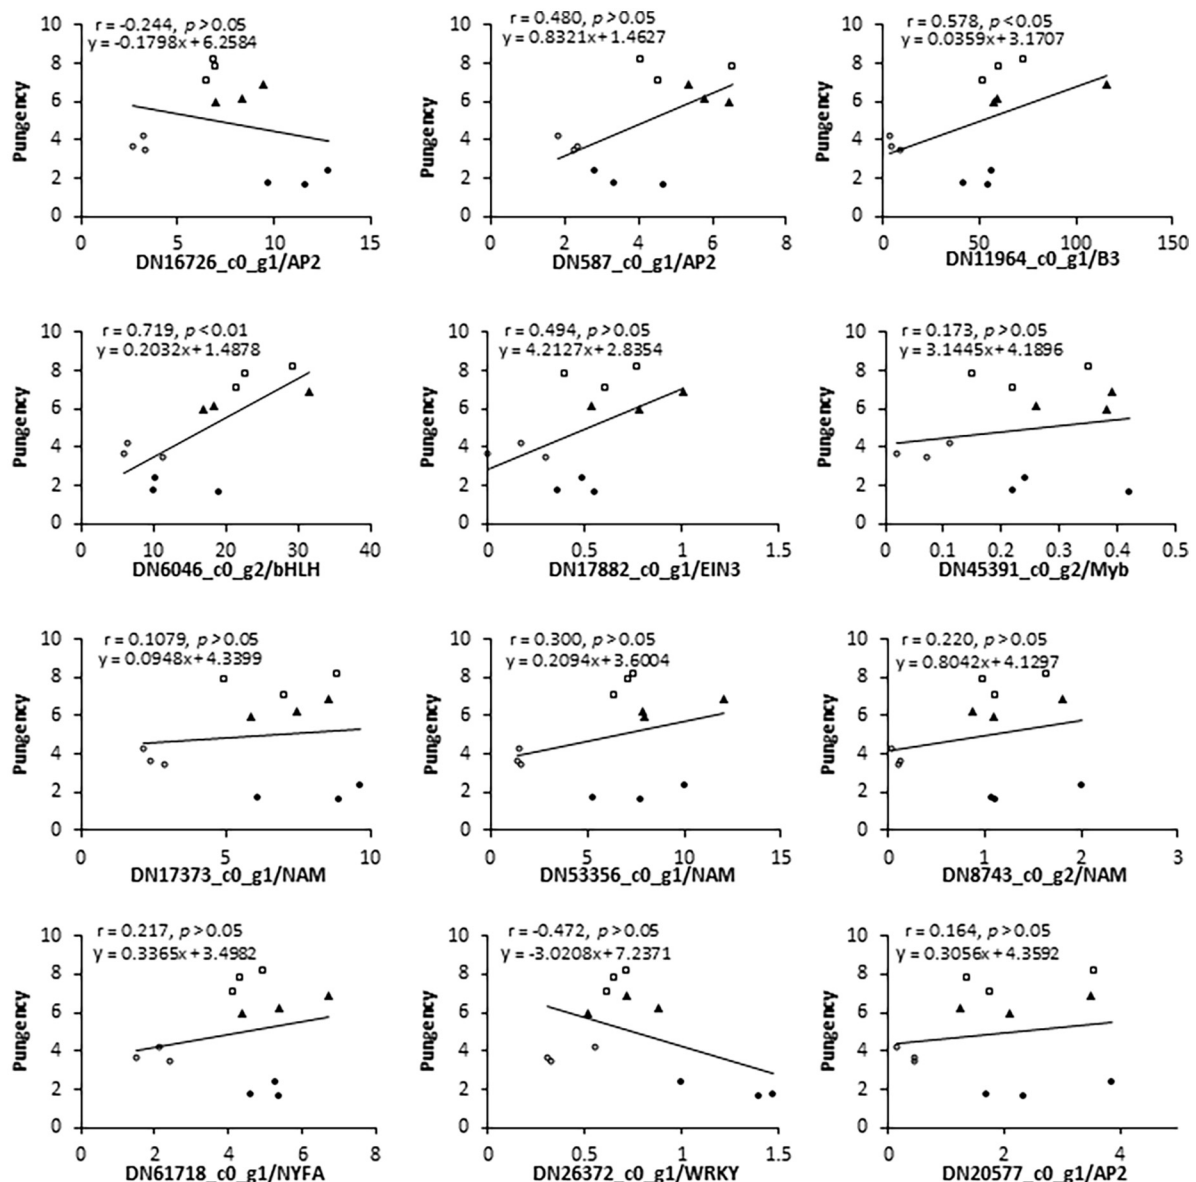 r = -0.244, p > 0.05
y = -0.1798x + 6.2584
Pungency
10
8
6
4
2
0
0 5 10 15
DN16726_c0_g1/AP2
r = 0.480, p > 0.05
y = 0.8321x + 1.4627
Pungency
10
8
6
4
2
0
0 2 4 6 8
DN587_c0_g1/AP2
r = 0.578, p < 0.05
y = 0.0359x + 3.1707
Pungency
10
8
6
4
2
0
0 50 100 150
DN11964_c0_g1/B3
r = 0.719, p < 0.01
y = 0.2032x + 1.4878
Pungency
10
8
6
4
2
0
0 10 20 30 40
DN6046_c0_g2/bHLH
r = 0.494, p > 0.05
y = 4.2127x + 2.8354
Pungency
10
8
6
4
2
0
0 0.5 1 1.5
DN17882_c0_g1/EIN3
r = 0.173, p > 0.05
y = 3.1445x + 4.1896
Pungency
10
8
6
4
2
0
0 0.1 0.2 0.3 0.4 0.5
DN45391_c0_g2/Myb
r = 0.1079, p > 0.05
y = 0.0948x + 4.3399
Pungency
10
8
6
4
2
0
0 5 10
DN17373_c0_g1/NAM
r = 0.300, p > 0.05
y = 0.2094x + 3.6004
Pungency
10
8
6
4
2
0
0 5 10 15
DN53356_c0_g1/NAM
r = 0.220, p > 0.05
y = 0.8042x + 4.1297
Pungency
10
8
6
4
2
0
0 1 2 3
DN8743_c0_g2/NAM
r = 0.217, p > 0.05
y = 0.3365x + 3.4982
Pungency
10
8
6
4
2
0
0 2 4 6 8
DN61718_c0_g1/NYFA
r = -0.472, p > 0.05
y = -3.0208x + 7.2371
Pungency
10
8
6
4
2
0
0 0.5 1 1.5
DN26372_c0_g1/WRKY
r = 0.164, p > 0.05
y = 0.3056x + 4.3592
Pungency
10
8
6
4
2
0
0 2 4
DN20577_c0_g1/AP2